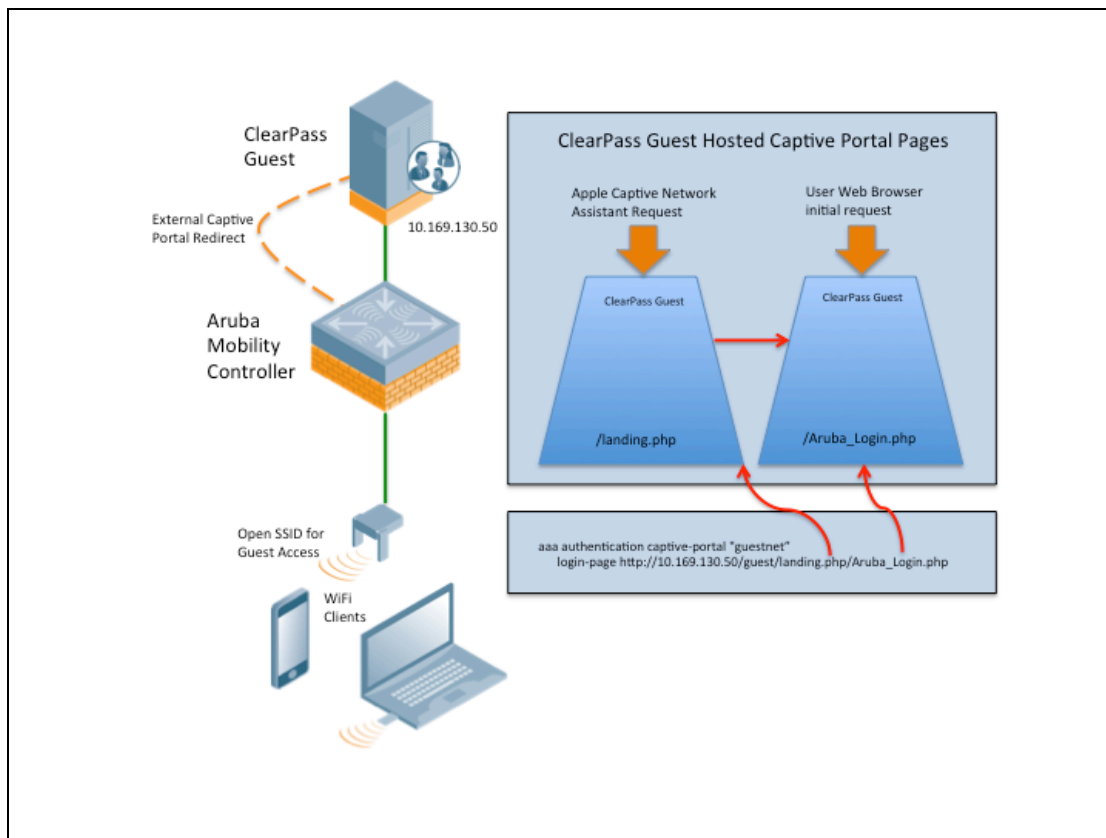 ClearPass
Guest
External Captive
Portal Redirect
10.169.130.50
Aruba
Mobility
Controller
Open SSID for
Guest Access
WiFi
Clients
ClearPass Guest Hosted Captive Portal Pages
Apple Captive Network
Assistant Request
User Web Browser
initial request
ClearPass Guest
/landing.php
ClearPass Guest
/Aruba_Login.php
aaa authentication captive-portal "guestnet"
login-page http://10.169.130.50/guest/landing.php/Aruba_Login.php